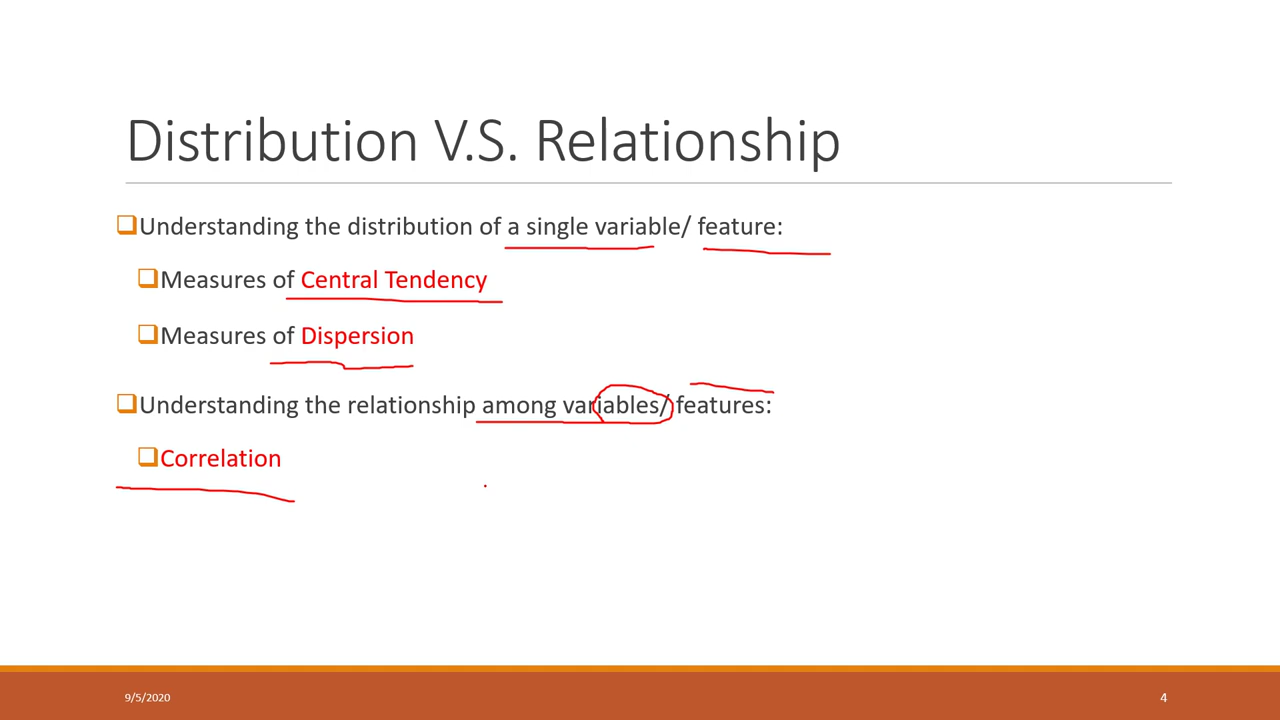 Distribution V.S. Relationship
Understanding the distribution of a single variable/ feature:
Measures of Central Tendency
Measures of Dispersion
Understanding the relationship among variables/ features:
Correlation
9/5/2020
4